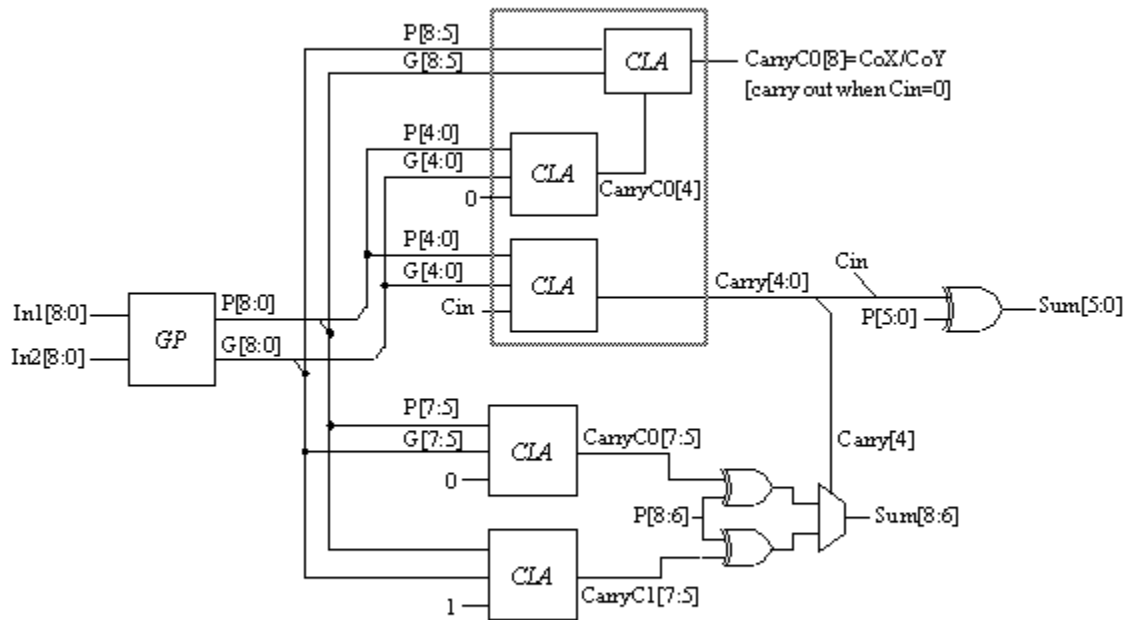 P[8:5]
G[8:5]
CLA
CarryC0[8]=CoX/CoY
[carry out when Cin=0]
P[4:0]
G[4:0]
0
CLA
CarryC0[4]
P[4:0]
G[4:0]
Cin
CLA
Carry[4:0]
Cin
P[5:0]
Sum[5:0]
In1[8:0]
In2[8:0]
GP
P[8:0]
G[8:0]
P[7:5]
G[7:5]
0
CLA
CarryC0[7:5]
Carry[4]
P[8:6]
Sum[8:6]
CLA
1
CarryC1[7:5]